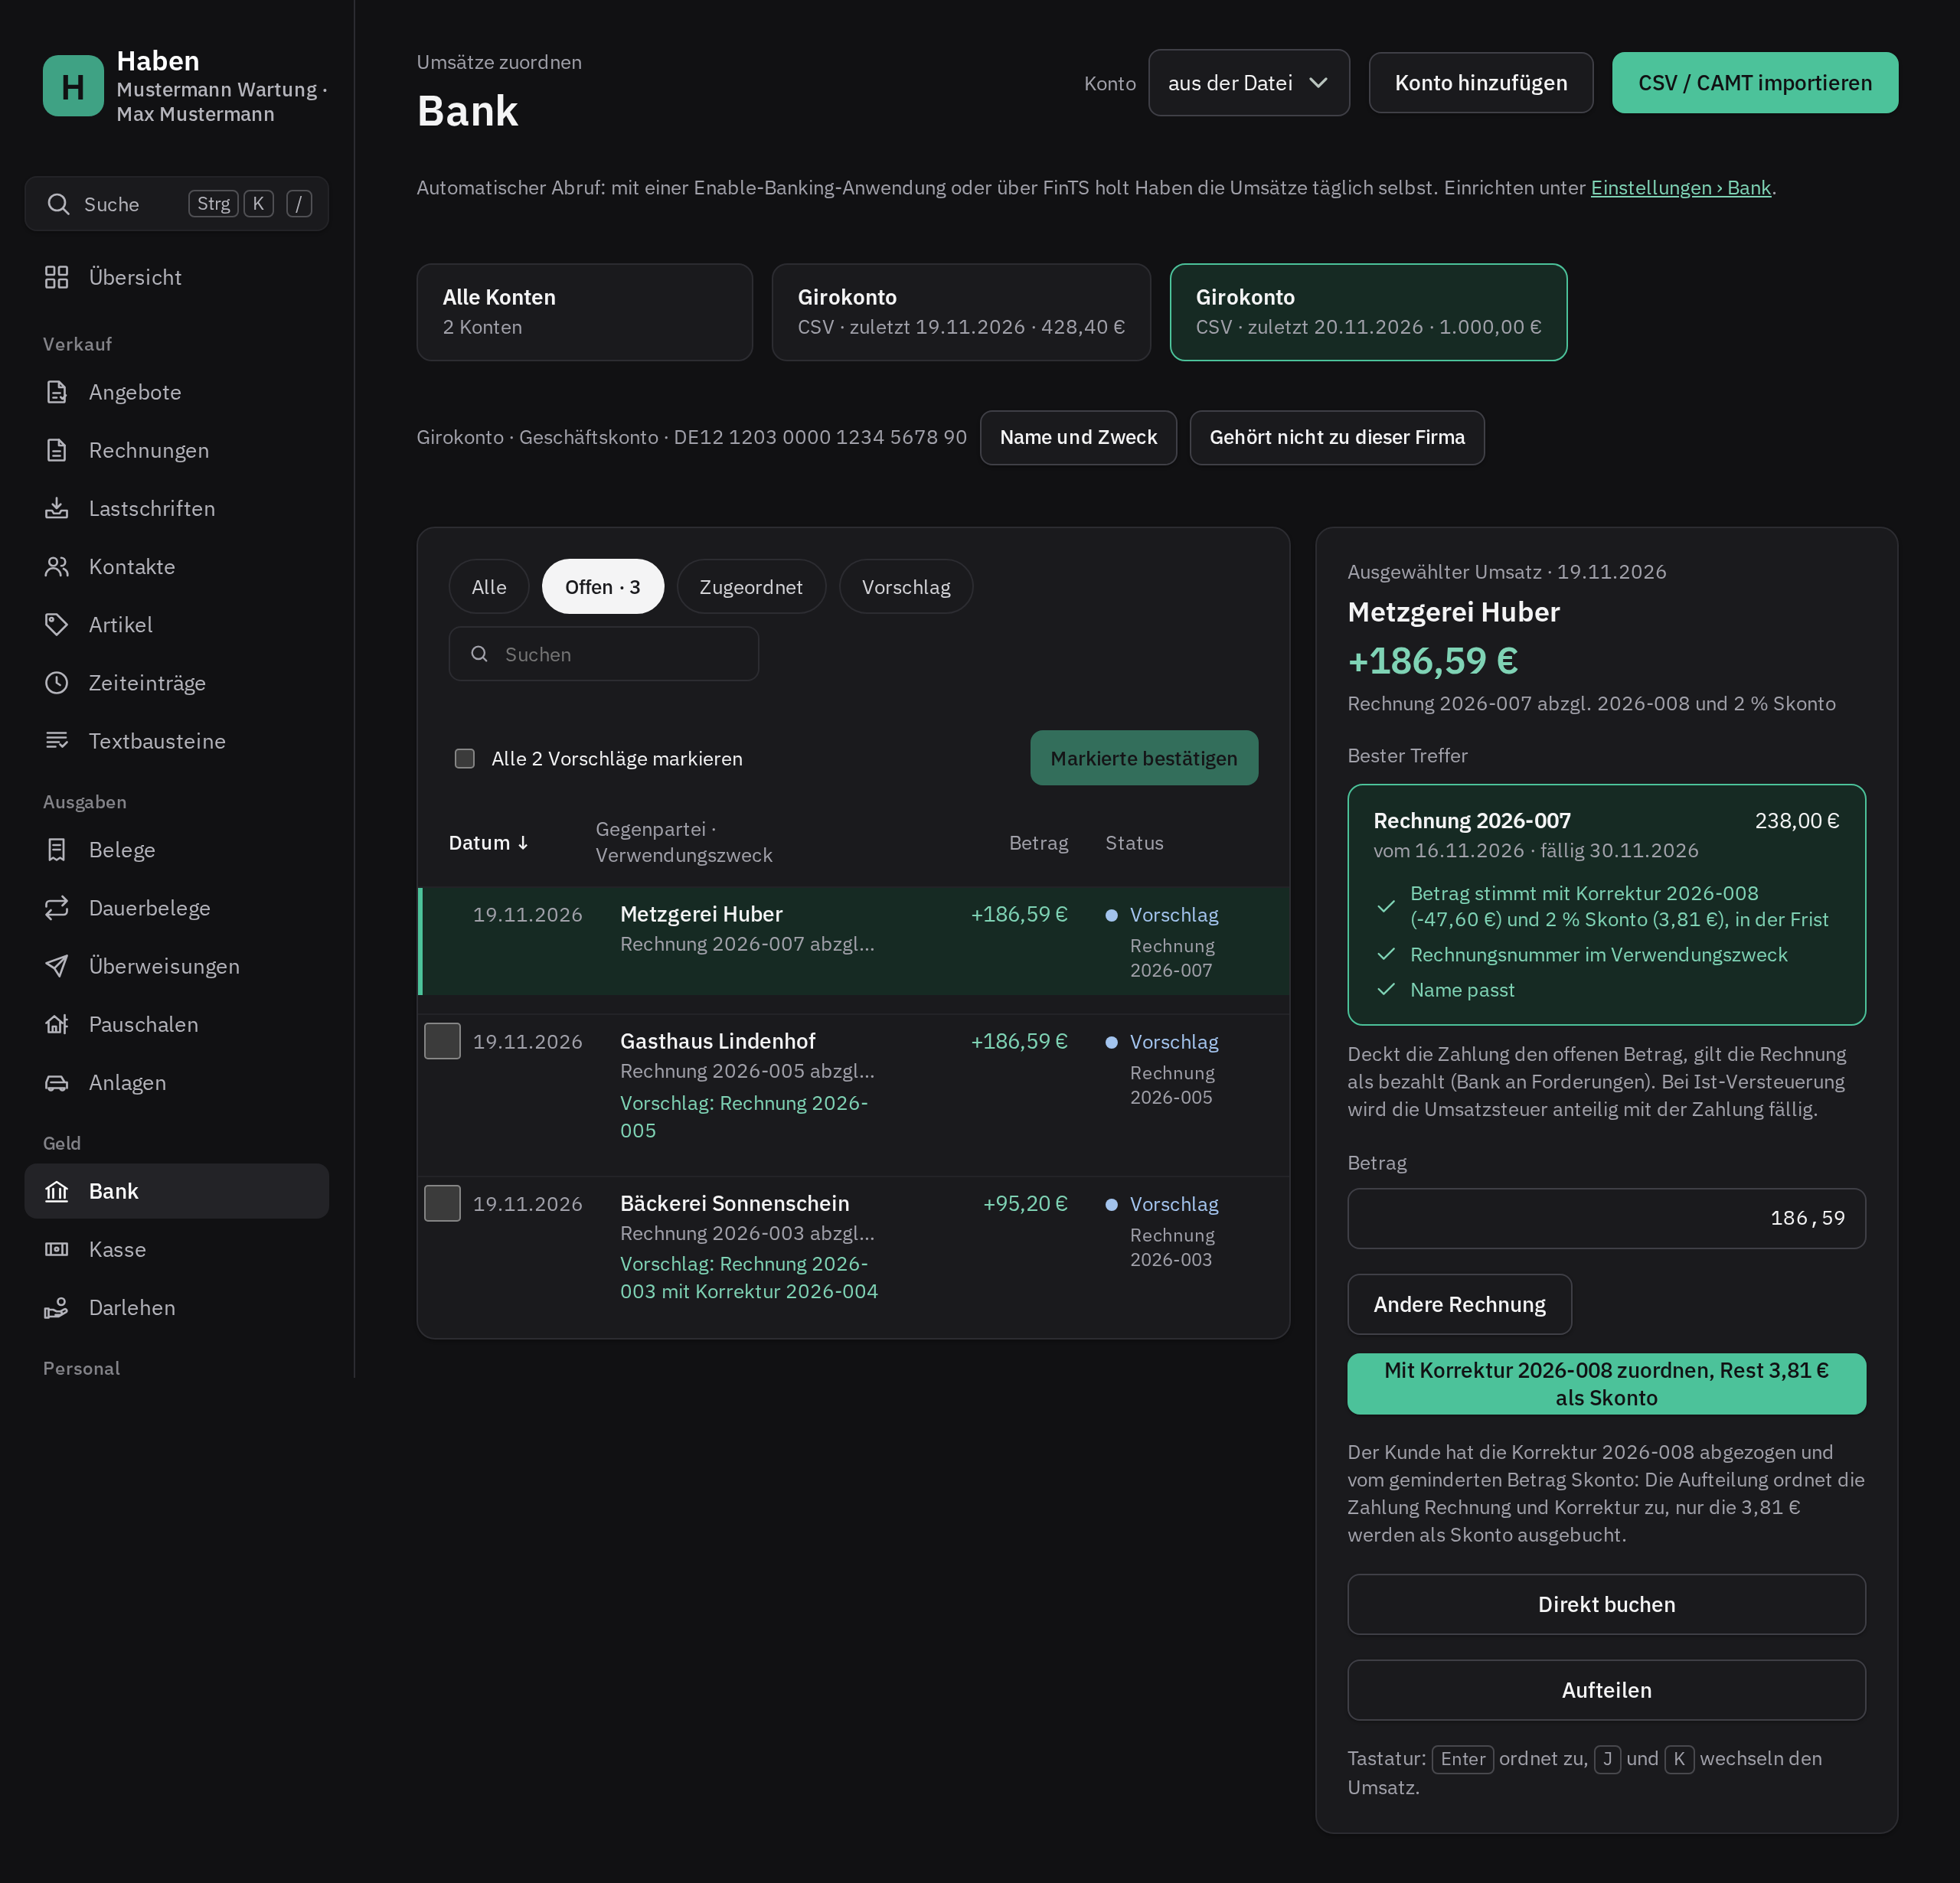 H
Haben
Mustermann Wartung ·
Max Mustermann
Suche Strg K /
Übersicht
Verkauf
Angebote
Rechnungen
Lastschriften
Kontakte
Artikel
Zeiteinträge
Textbausteine
Ausgaben
Belege
Dauerbelege
Überweisungen
Pauschalen
Anlagen
Geld
Bank
Kasse
Darlehen
Personal
Umsätze zuordnen
Bank
Konto aus der Datei Konto hinzufügen CSV / CAMT importieren
Automatischer Abruf: mit einer Enable-Banking-Anwendung oder über FinTS holt Haben die Umsätze täglich selbst. Einrichten unter Einstellungen › Bank.
Alle Konten
2 Konten
Girokonto
CSV · zuletzt 19.11.2026 · 428,40 €
Girokonto
CSV · zuletzt 20.11.2026 · 1.000,00 €
Girokonto · Geschäftskonto · DE12 1203 0000 1234 5678 90 Name und Zweck Gehört nicht zu dieser Firma
Alle Offen · 3 Zugeordnet Vorschlag
Suchen
Alle 2 Vorschläge markieren Markierte bestätigen
Datum ↓ Gegenpartei · Betrag Status
Verwendungszweck
19.11.2026 Metzgerei Huber +186,59 € Vorschlag
Rechnung 2026-007 abzgl... Rechnung
2026-007
19.11.2026 Gasthaus Lindenhof +186,59 € Vorschlag
Rechnung 2026-005 abzgl... Rechnung
2026-005
Vorschlag: Rechnung 2026-
005
19.11.2026 Bäckerei Sonnenschein +95,20 € Vorschlag
Rechnung 2026-003 abzgl... Rechnung
2026-003
Vorschlag: Rechnung 2026-
003 mit Korrektur 2026-004
Ausgewählter Umsatz · 19.11.2026
Metzgerei Huber
+186,59 €
Rechnung 2026-007 abzgl. 2026-008 und 2 % Skonto
Bester Treffer
Rechnung 2026-007 238,00 €
vom 16.11.2026 · fällig 30.11.2026
Betrag stimmt mit Korrektur 2026-008
(-47,60 €) und 2 % Skonto (3,81 €), in der Frist
Rechnungsnummer im Verwendungszweck
Name passt
Deckt die Zahlung den offenen Betrag, gilt die Rechnung
als bezahlt (Bank an Forderungen). Bei Ist-Versteuerung
wird die Umsatzsteuer anteilig mit der Zahlung fällig.
Betrag
186,59
Andere Rechnung
Mit Korrektur 2026-008 zuordnen, Rest 3,81 €
als Skonto
Der Kunde hat die Korrektur 2026-008 abgezogen und
vom geminderten Betrag Skonto: Die Aufteilung ordnet die
Zahlung Rechnung und Korrektur zu, nur die 3,81 €
werden als Skonto ausgebucht.
Direkt buchen
Aufteilen
Tastatur: Enter ordnet zu, J und K wechseln den
Umsatz.